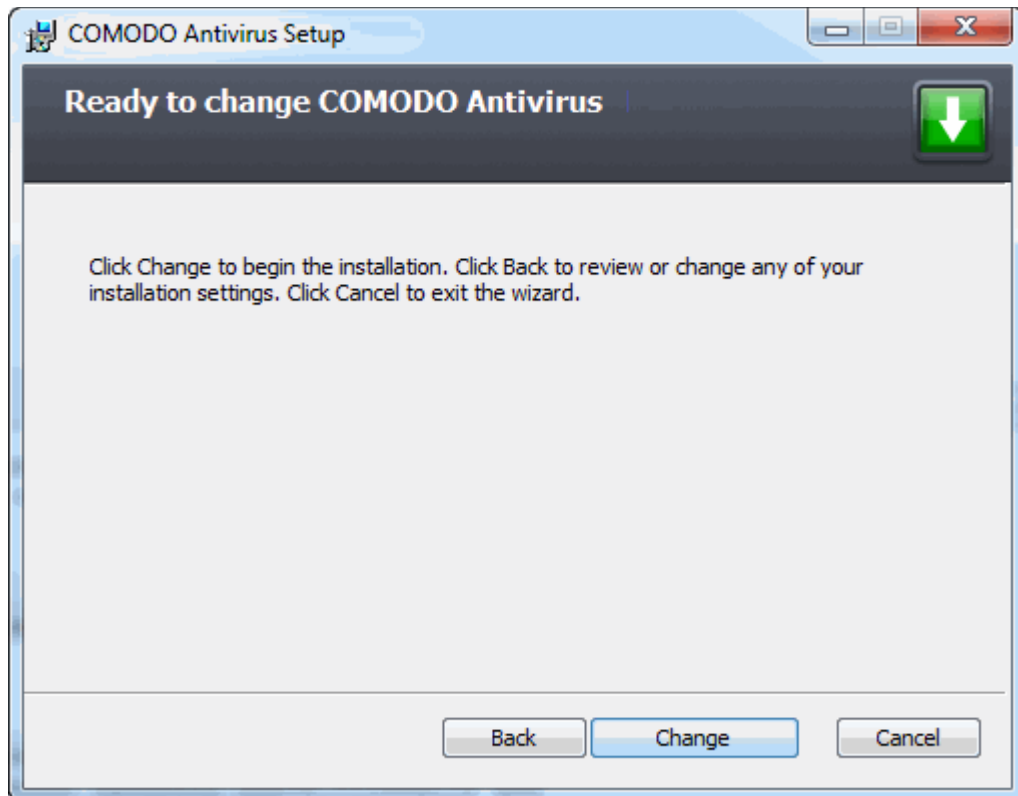 COMODO Antivirus Setup
Ready to change COMODO Antivirus
Click Change to begin the installation. Click Back to review or change any of your
installation settings. Click Cancel to exit the wizard.
Back
Change
Cancel